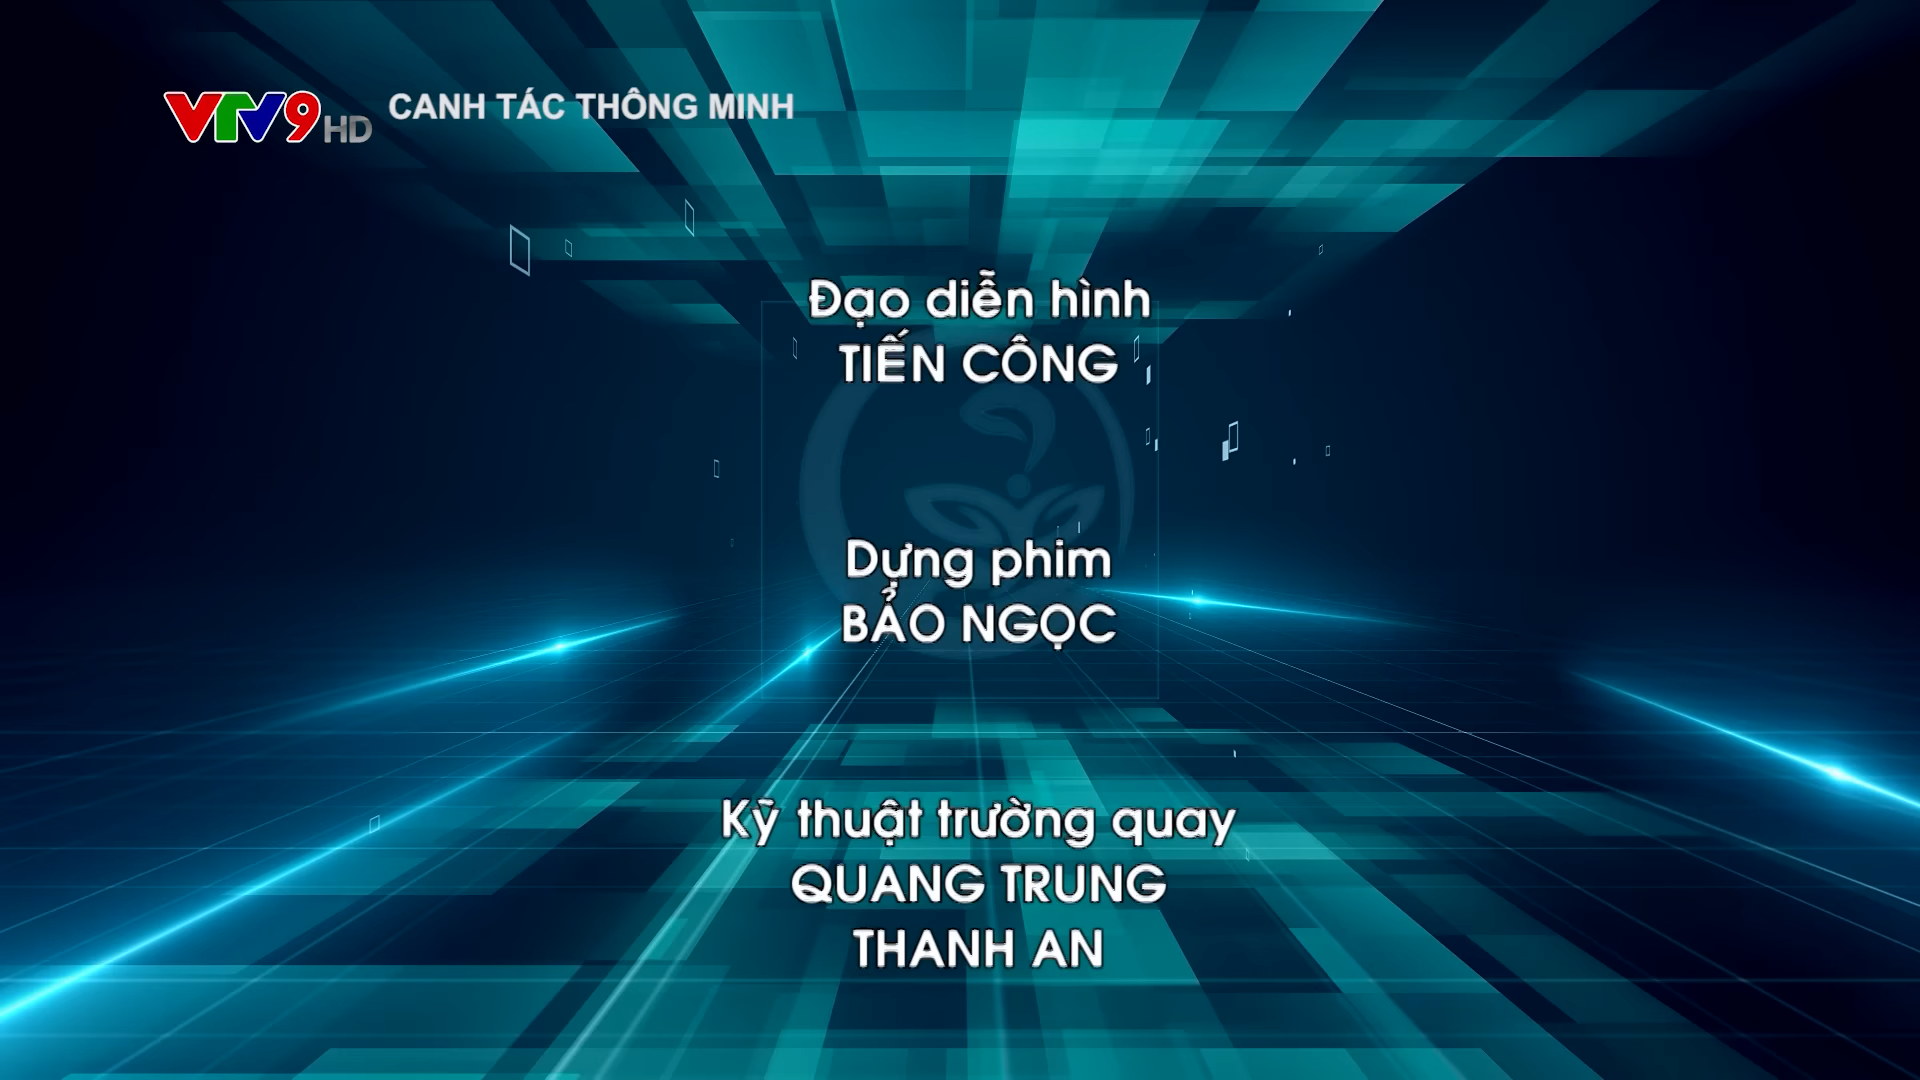 VTV9 HD CANH TÁC THÔNG MINH
Đạo diễn hình
TIẾN CÔNG
Dựng phim
BẢO NGỌC
Kỹ thuật trường quay
QUANG TRUNG
THANH AN